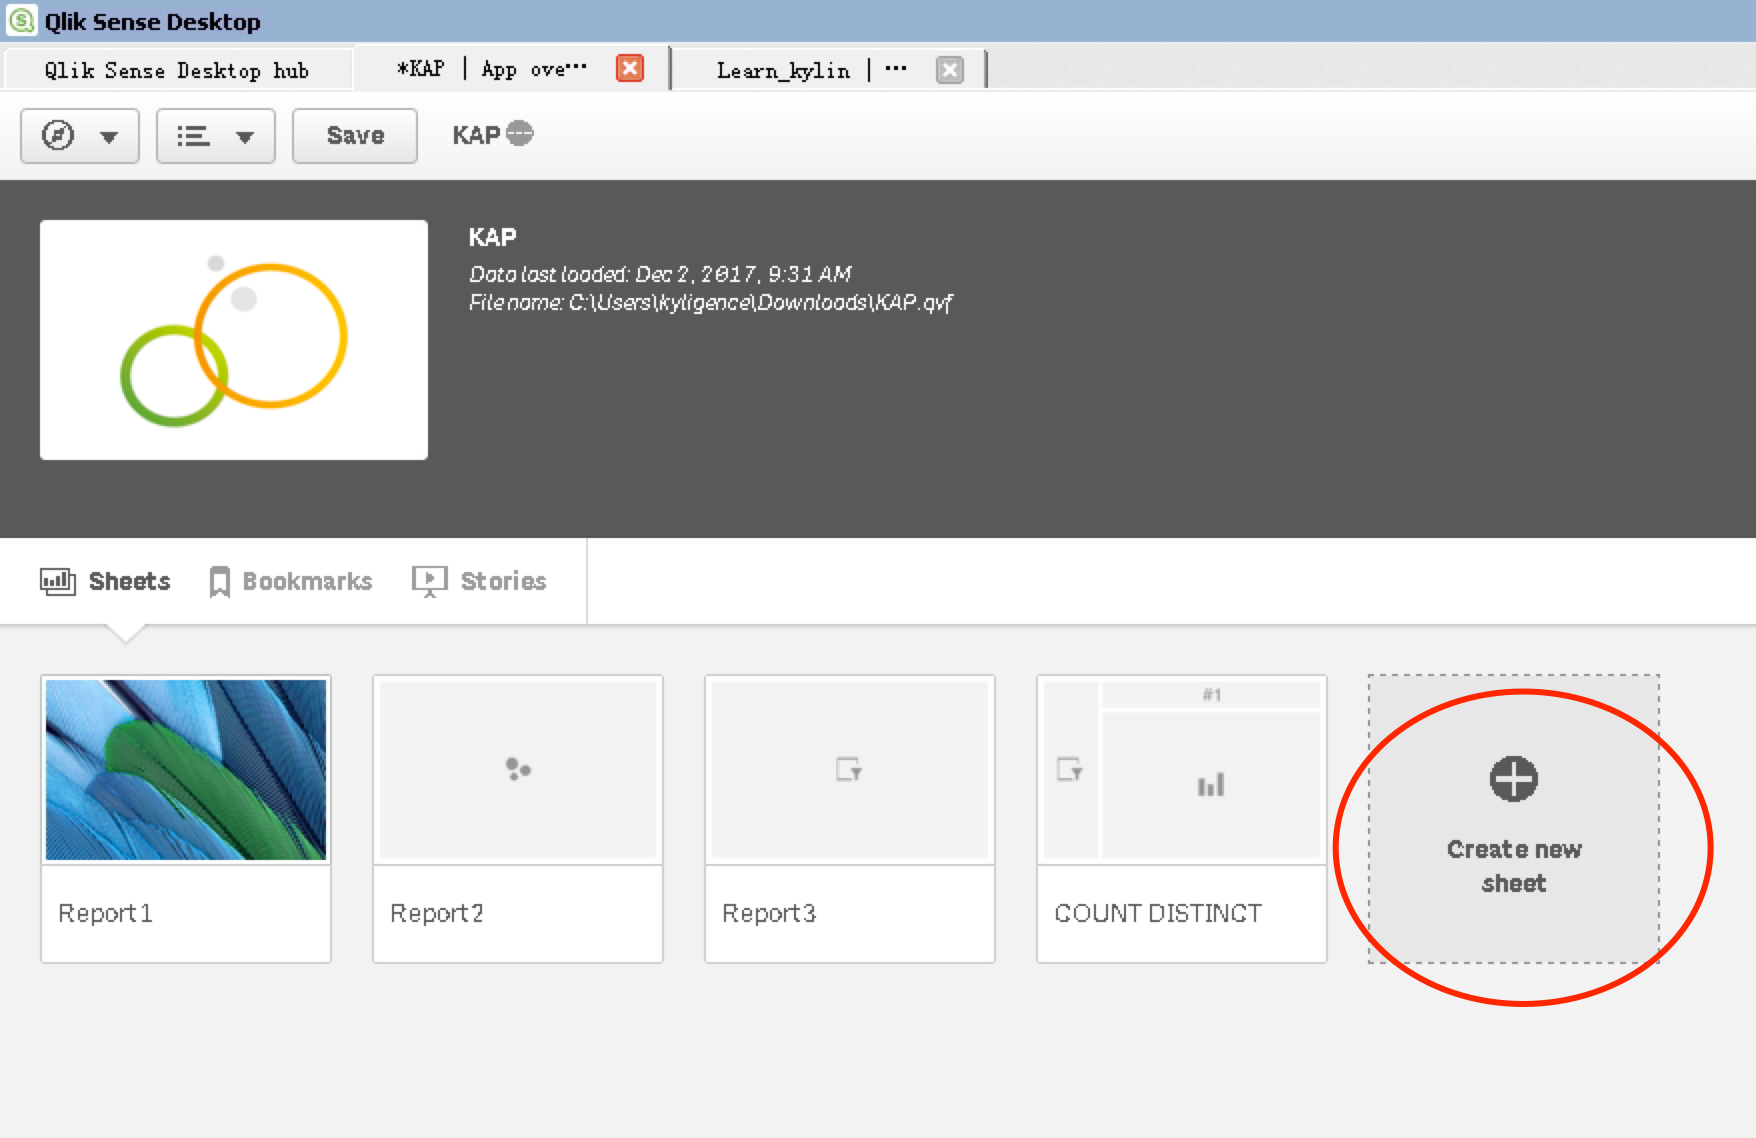 Qlik Sense Desktop
Qlik Sense Desktop hub
*KAP | App ove…
Learn_kylin | …
Save
KAP
KAP
Data last loaded: Dec 2, 2017, 9:31 AM
File name: C:\Users\kyligence\Downloads\KAP.qvf
Sheets
Bookmarks
Stories
#1
Report1
Report2
Report3
COUNT DISTINCT
Create new
sheet